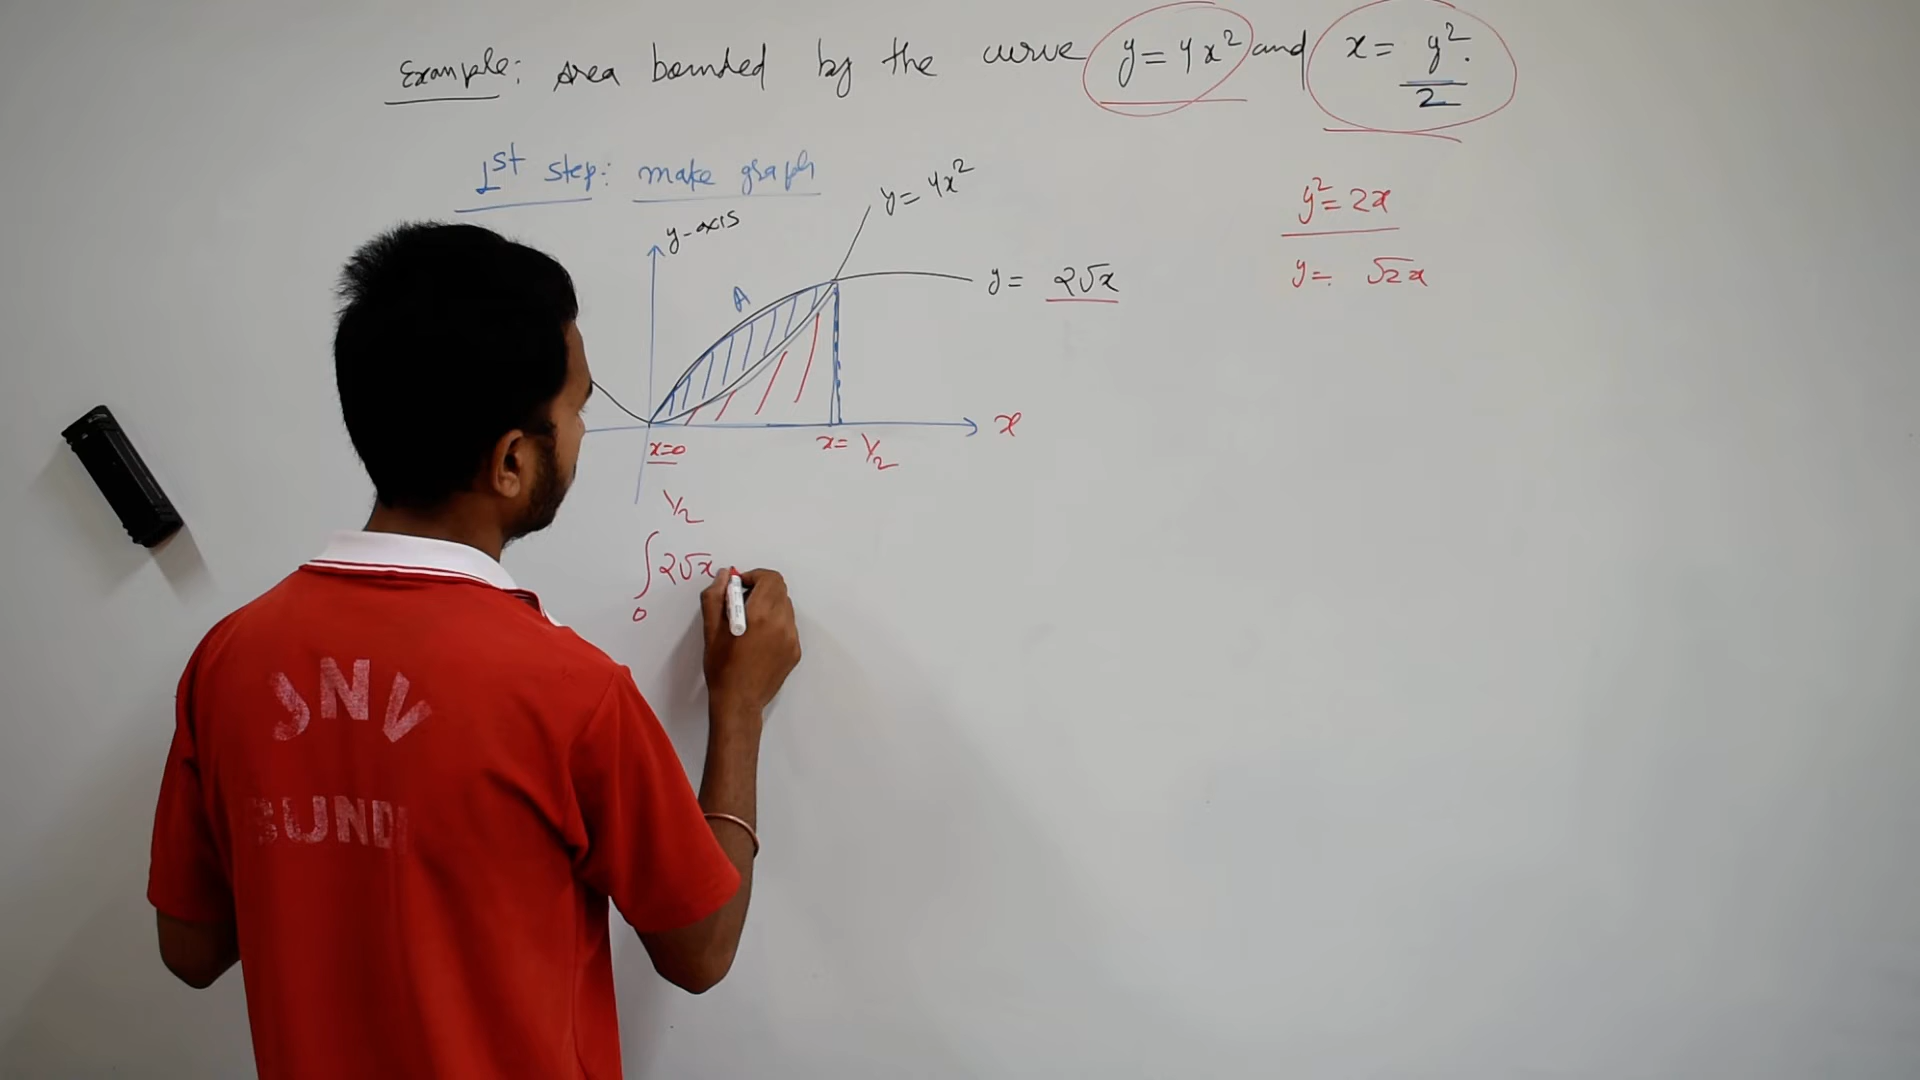 Example: Area bounded by the curve y = 4x² and x = y²/2.
1st step: make graph
y-axis
y = 4x²
y² = 2x
y = √2x
A
y = 2√x
x=0
x= 1/2
x
1/2
∫ 2√x
0
JNV
BUNDI